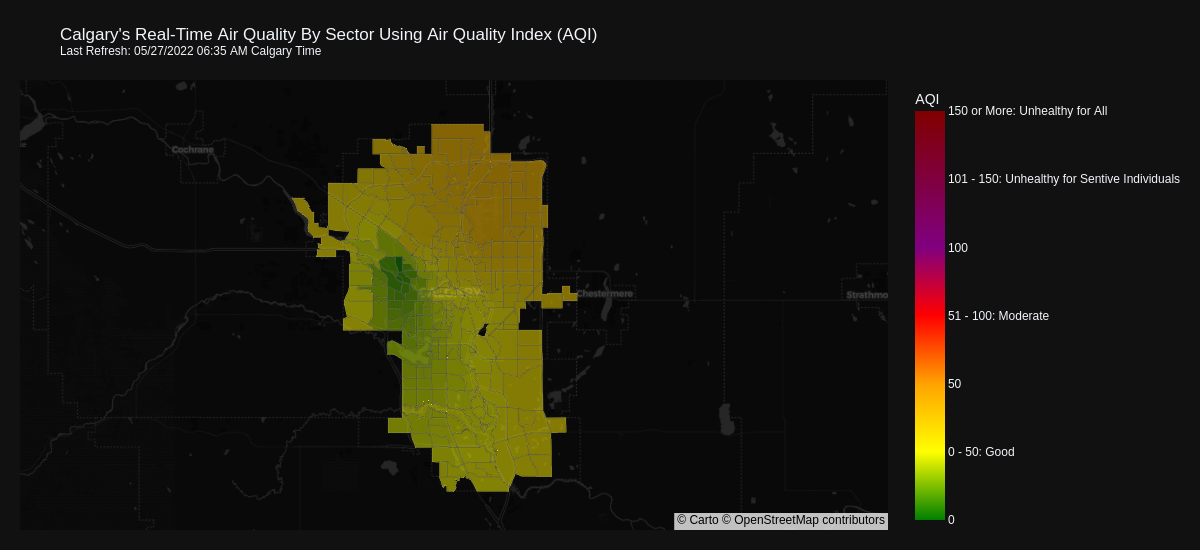 Calgary's Real-Time Air Quality By Sector Using Air Quality Index (AQI)
Last Refresh: 05/27/2022 06:35 AM Calgary Time
AQI
150 or More: Unhealthy for All
Cochrane
101 - 150: Unhealthy for Sentive Individuals
100
Chestermere
Strathmo
51 - 100: Moderate
50
0 - 50: Good
0
© Carto © OpenStreetMap contributors